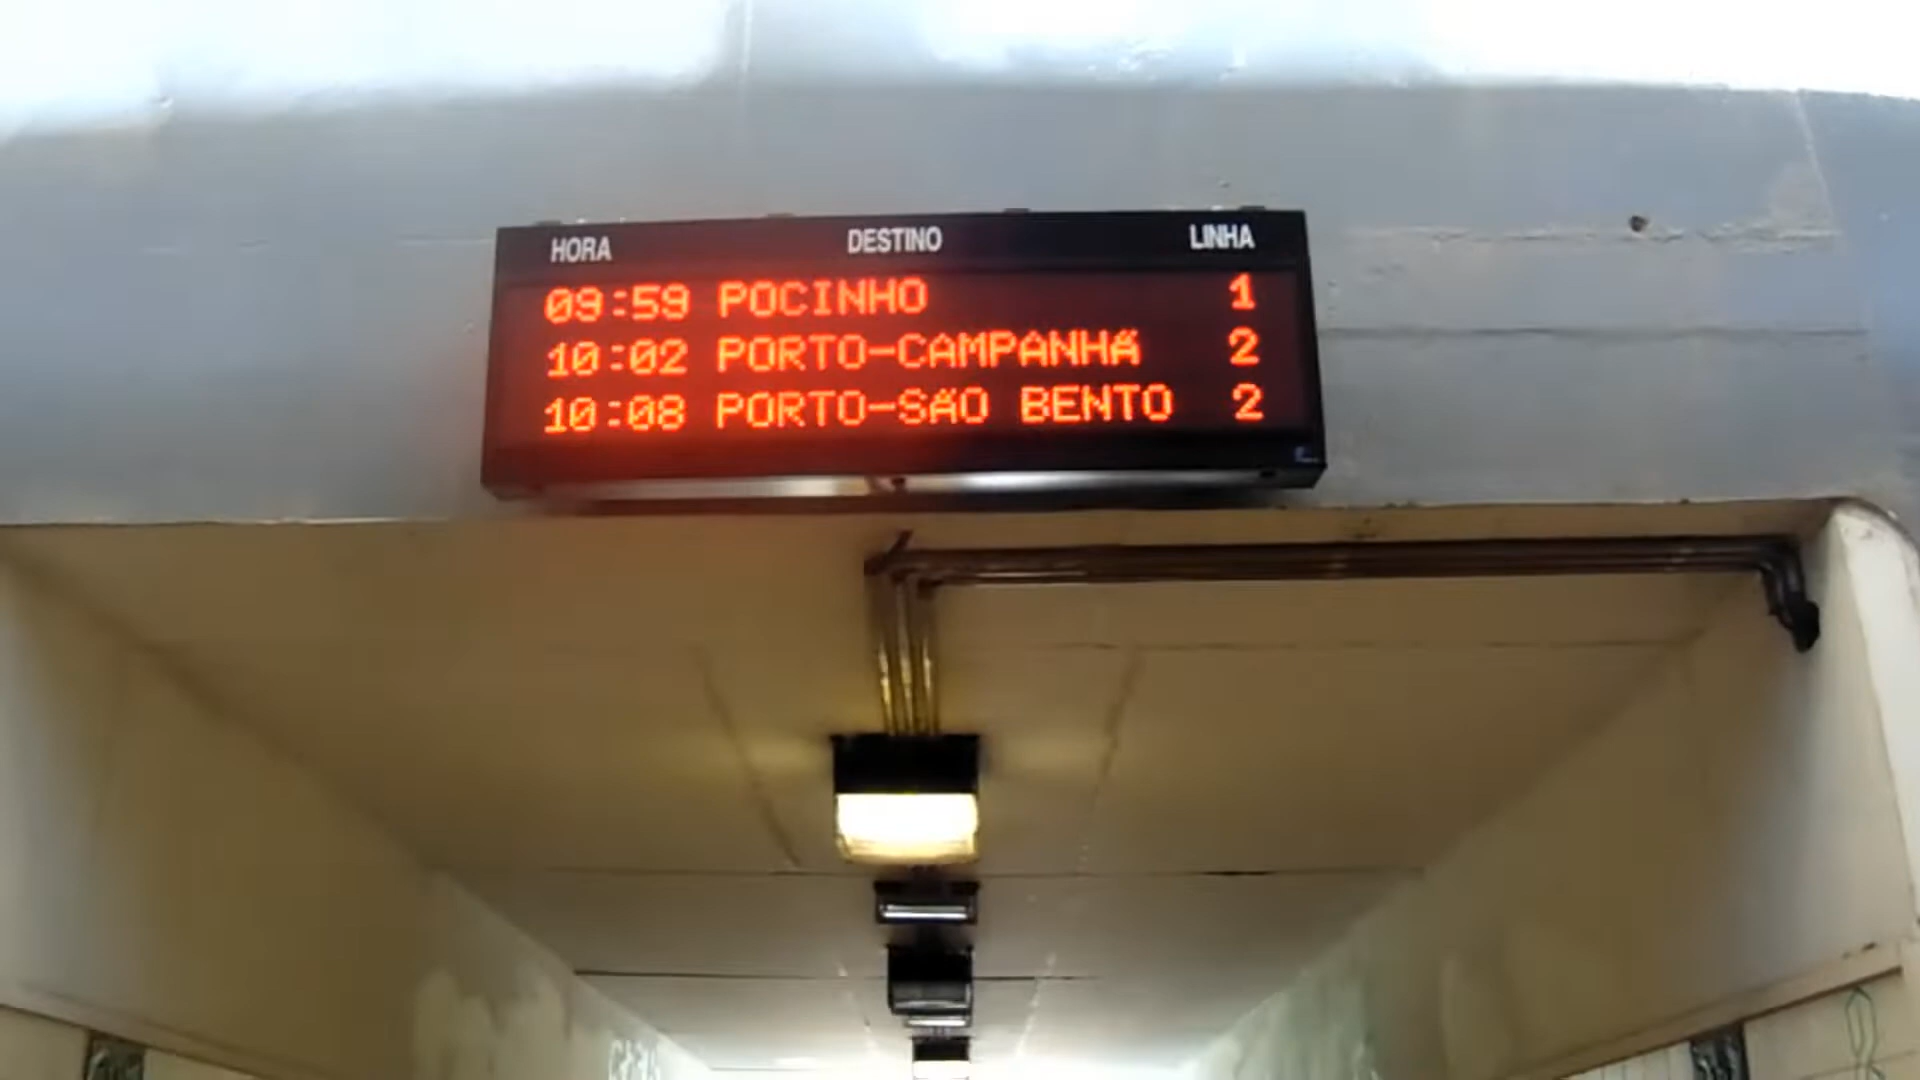 HORA DESTINO LINHA
09:59 POCINHO 1
10:02 PORTO-CAMPANHÃ 2
10:08 PORTO-SÃO BENTO 2